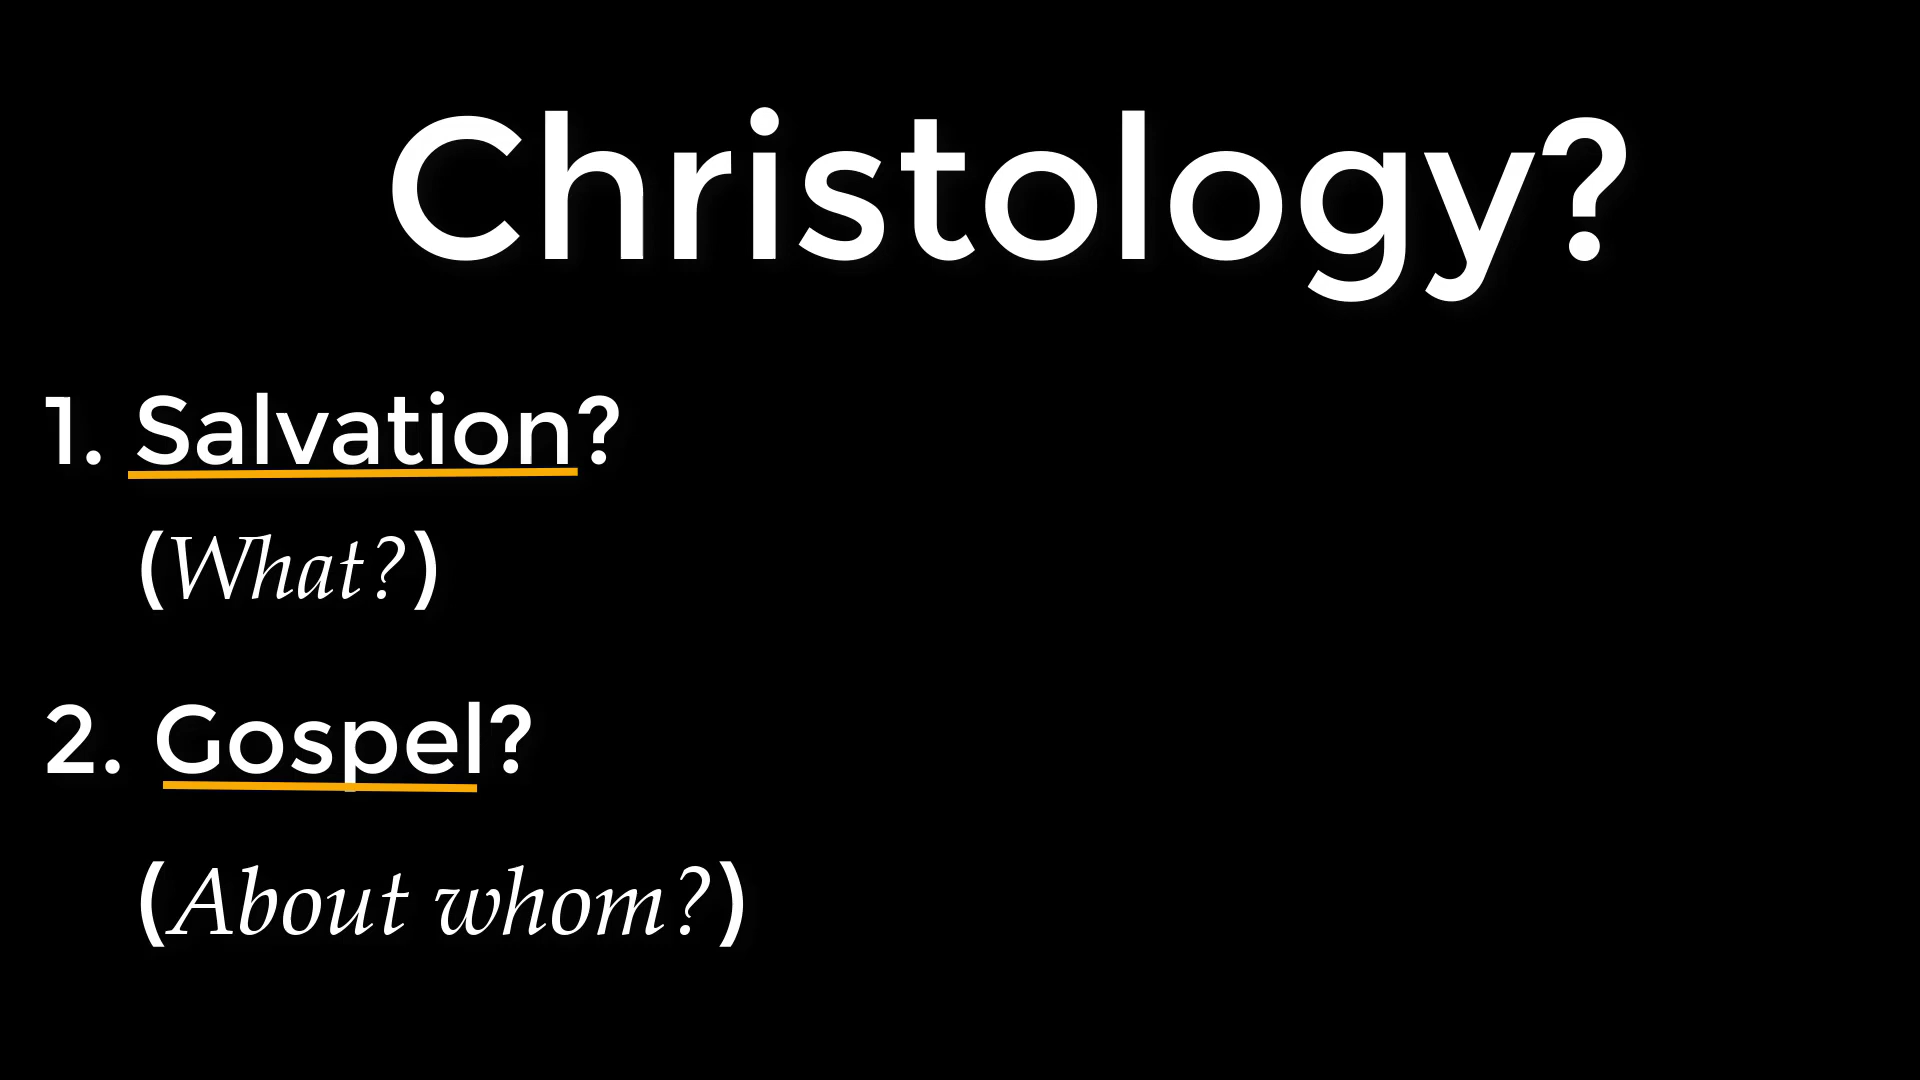 Christology?
1. Salvation?
(What?)
2. Gospel?
(About whom?)